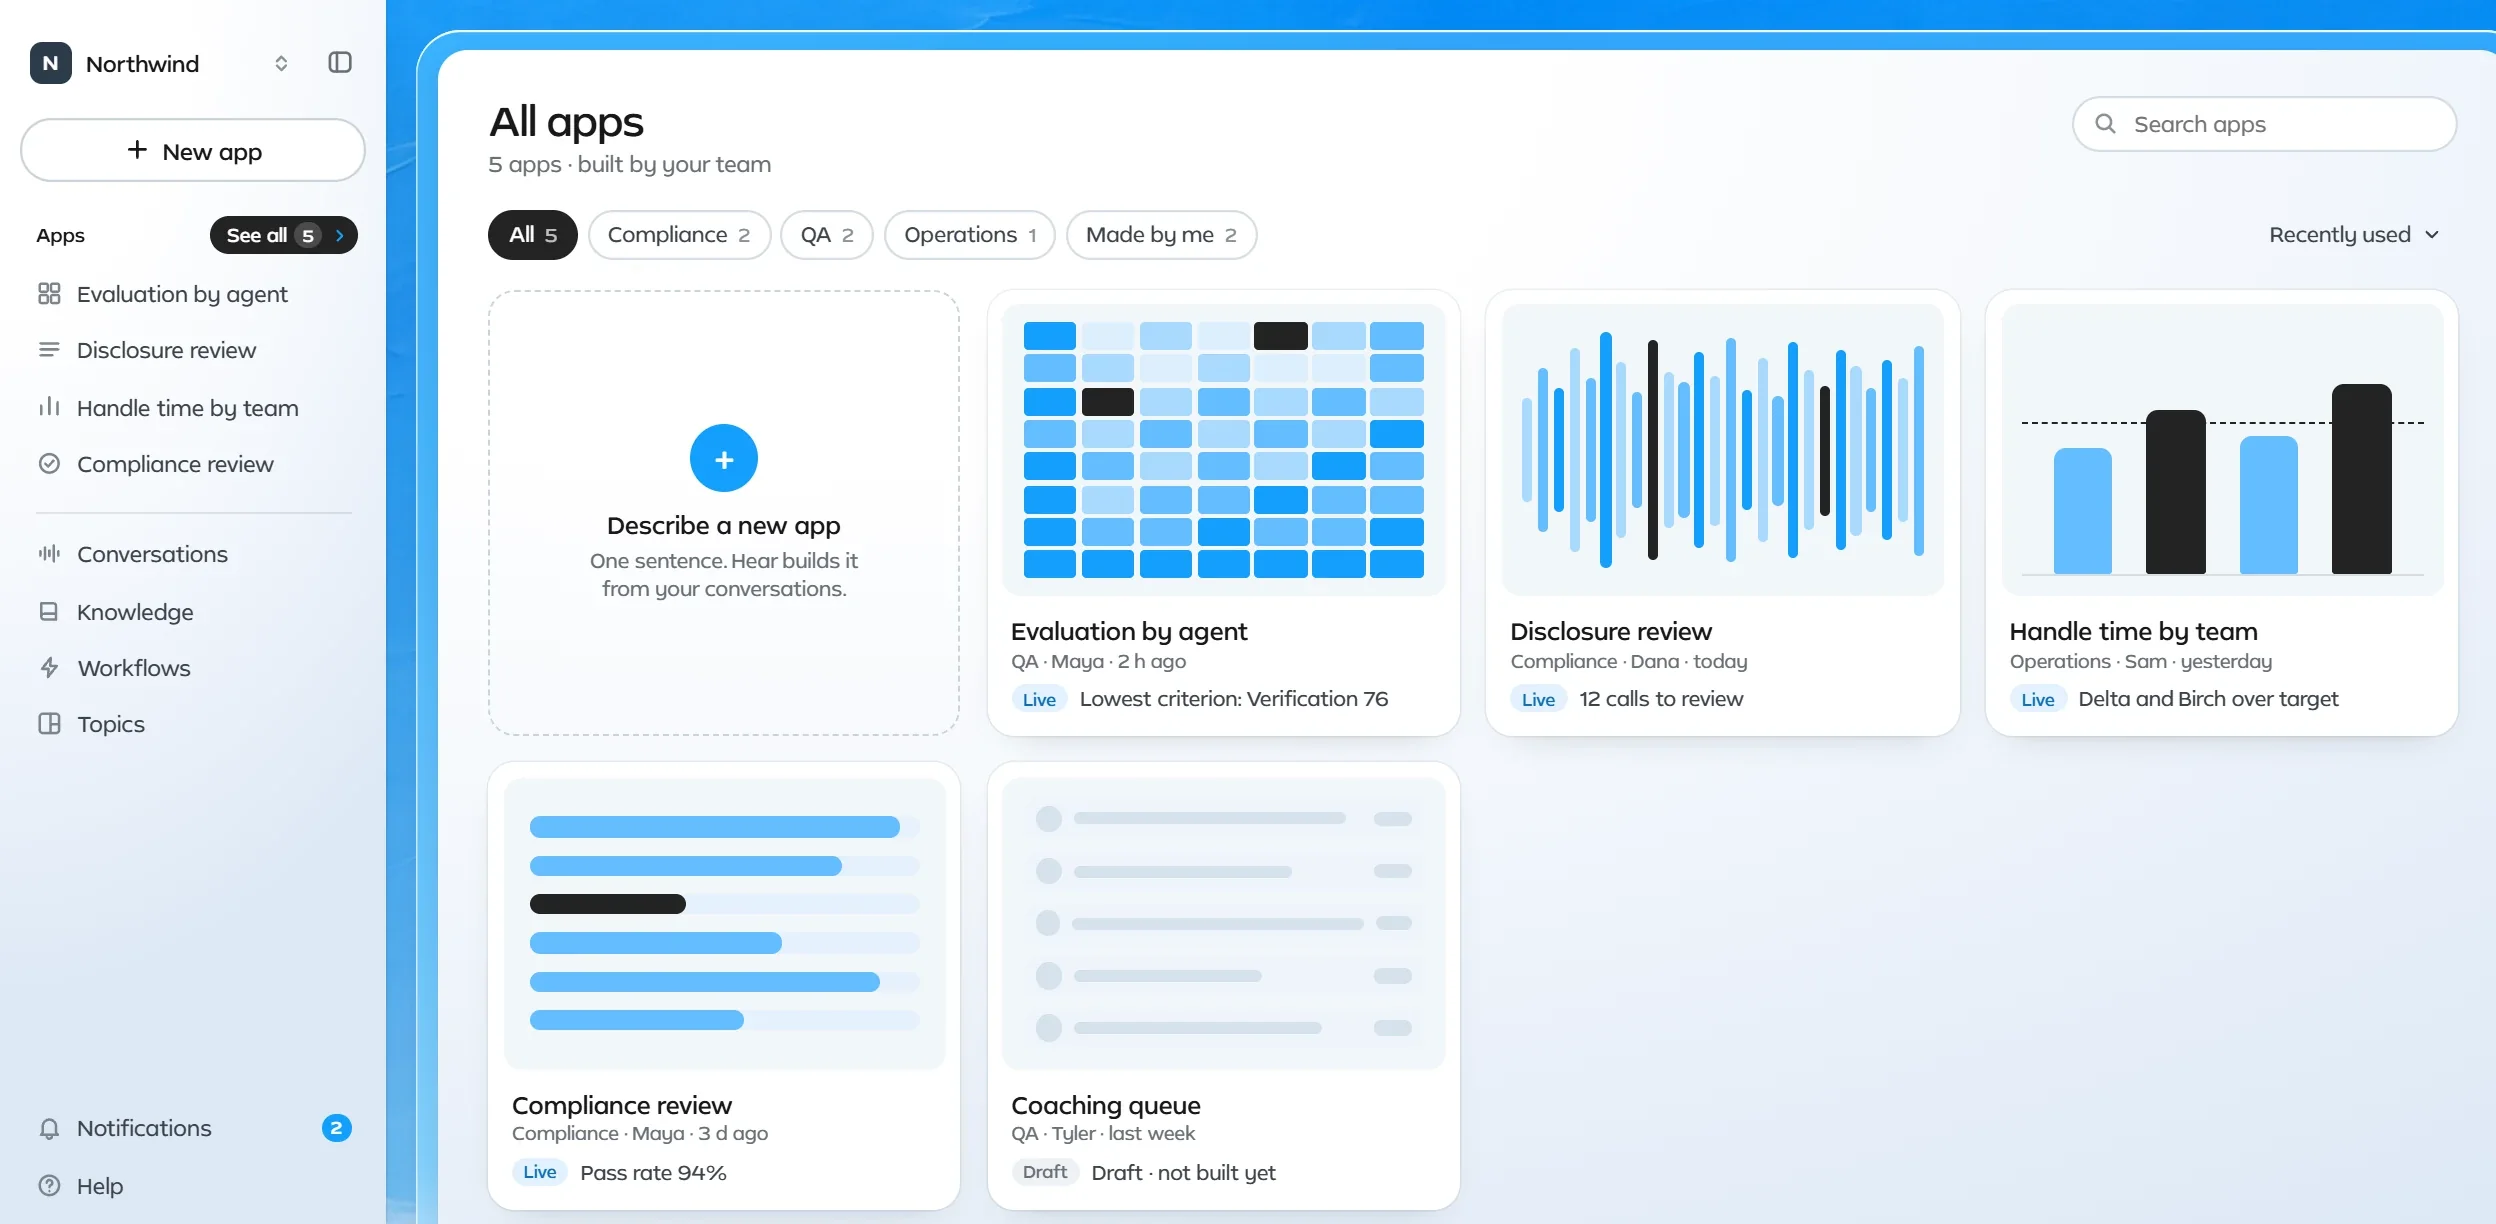 N Northwind
New app
Apps
See all 5
Evaluation by agent
Disclosure review
Handle time by team
Compliance review
Conversations
Knowledge
Workflows
Topics
Notifications 2
Help
All apps
5 apps · built by your team
Search apps
All 5
Compliance 2
QA 2
Operations 1
Made by me 2
Recently used
Describe a new app
One sentence. Hear builds it
from your conversations.
Evaluation by agent
QA · Maya · 2 h ago
Live Lowest criterion: Verification 76
Disclosure review
Compliance · Dana · today
Live 12 calls to review
Handle time by team
Operations · Sam · yesterday
Live Delta and Birch over target
Compliance review
Compliance · Maya · 3 d ago
Live Pass rate 94%
Coaching queue
QA · Tyler · last week
Draft Draft · not built yet